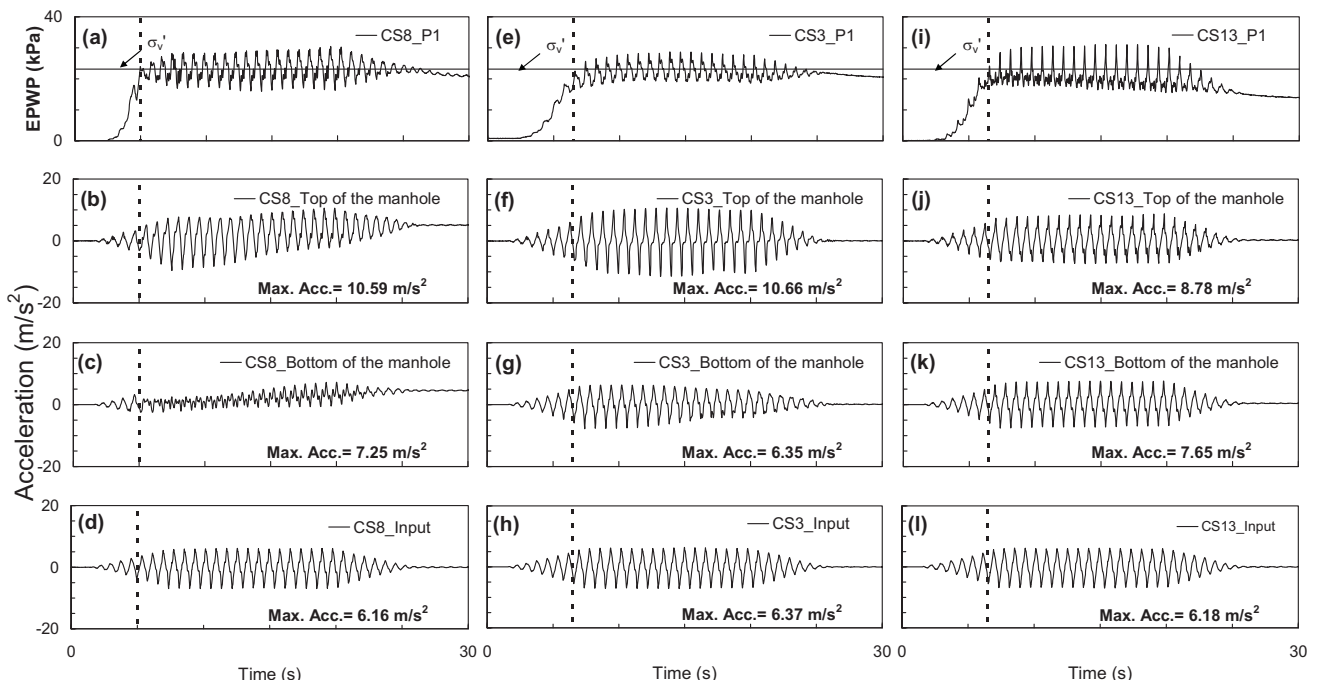 (a) CS8_P1
σv'
(e) CS3_P1
σv'
(i) CS13_P1
σv'
40
20
0
EPWP (kPa)
(b) CS8_Top of the manhole
Max. Acc.= 10.59 m/s²
(f) CS3_Top of the manhole
Max. Acc.= 10.66 m/s²
(j) CS13_Top of the manhole
Max. Acc.= 8.78 m/s²
20
0
-20
Acceleration (m/s²)
(c) CS8_Bottom of the manhole
Max. Acc.= 7.25 m/s²
(g) CS3_Bottom of the manhole
Max. Acc.= 6.35 m/s²
(k) CS13_Bottom of the manhole
Max. Acc.= 7.65 m/s²
20
0
-20
(d) CS8_Input
Max. Acc.= 6.16 m/s²
(h) CS3_Input
Max. Acc.= 6.37 m/s²
(l) CS13_Input
Max. Acc.= 6.18 m/s²
20
0
-20
0 30 0 30 0 30
Time (s) Time (s) Time (s)